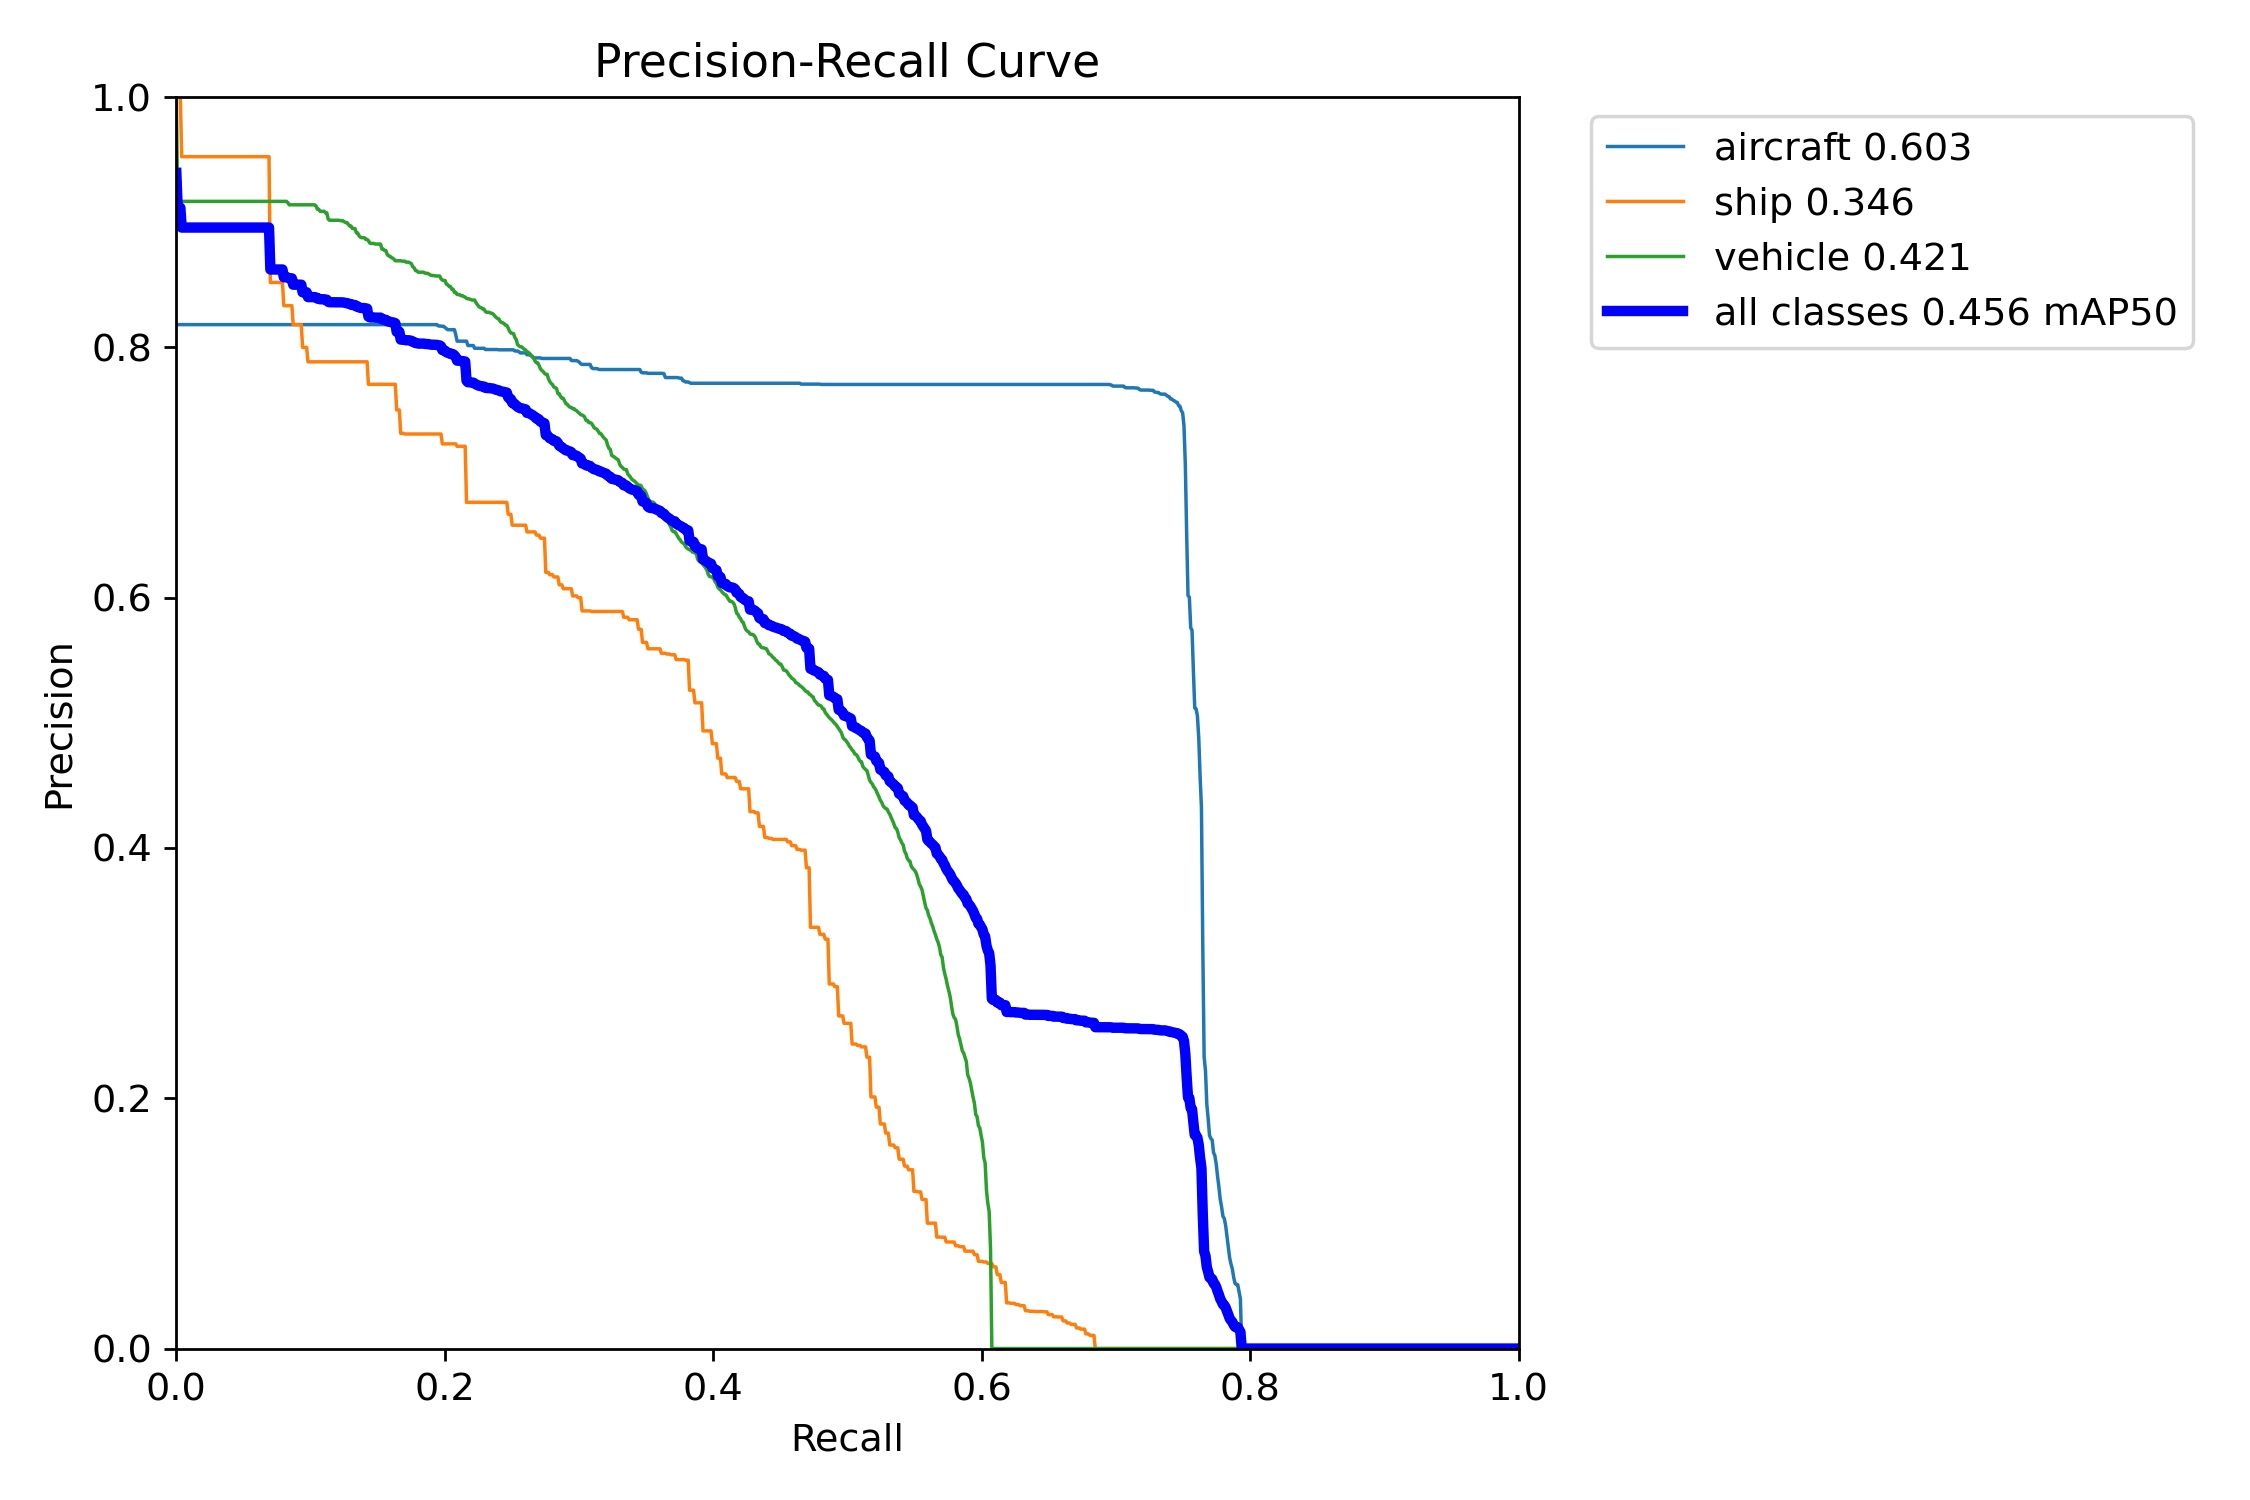 Precision-Recall Curve
1.0
0.8
0.6
0.4
0.2
0.0
Precision
0.0 0.2 0.4 0.6 0.8 1.0
Recall
aircraft 0.603
ship 0.346
vehicle 0.421
all classes 0.456 mAP50